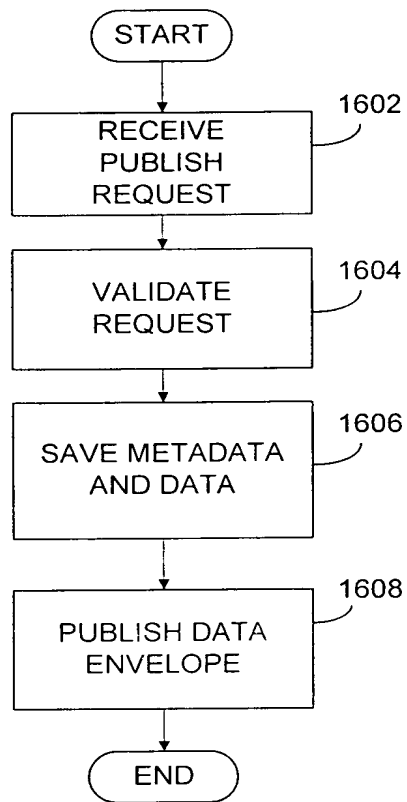 START
1602
RECEIVE
PUBLISH
REQUEST
1604
VALIDATE
REQUEST
1606
SAVE METADATA
AND DATA
1608
PUBLISH DATA
ENVELOPE
END